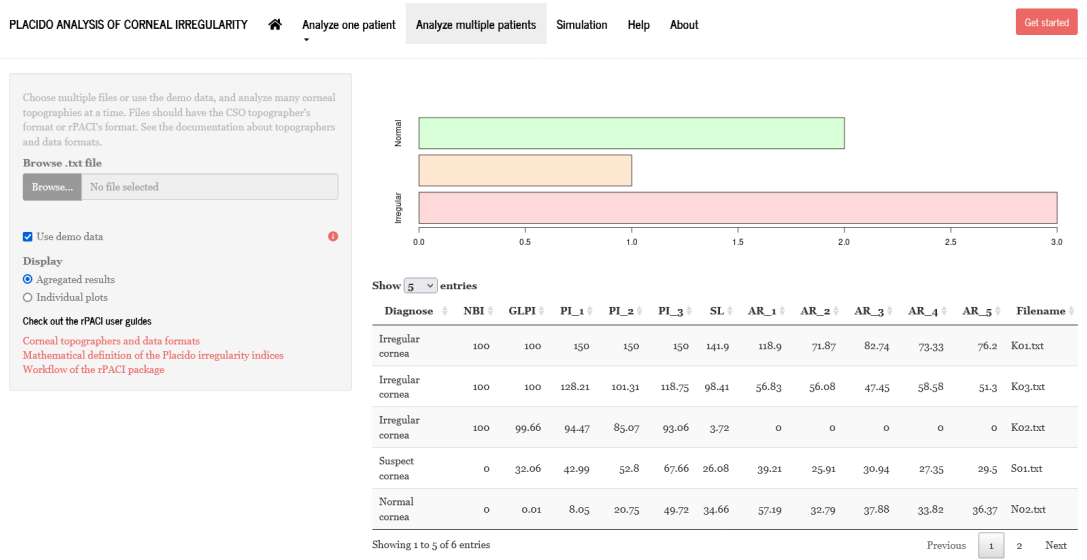 PLACIDO ANALYSIS OF CORNEAL IRREGULARITY Analyze one patient Analyze multiple patients Simulation Help About Get started
Choose multiple files or use the demo data, and analyze many corneal
topographies at a time. Files should have the CSO topographer's
format or rPACI's format. See the documentation about topographers
and data formats.
Browse .txt file
Browse... No file selected
Use demo data
Display
Agregated results
Individual plots
Check out the rPACI user guides
Corneal topographers and data formats
Mathematical definition of the Placido irregularity indices
Workflow of the rPACI package
Normal
Irregular
0.0 0.5 1.0 1.5 2.0 2.5 3.0
Show 5 entries
Diagnose NBI GLPI PI_1 PI_2 PI_3 SL AR_1 AR_2 AR_3 AR_4 AR_5 Filename
Irregular
cornea 100 100 150 150 150 141.9 118.9 71.87 82.74 73.33 76.2 K01.txt
Irregular
cornea 100 100 128.21 101.31 118.75 98.41 56.83 56.08 47.45 58.58 51.3 K03.txt
Irregular
cornea 100 99.66 94.47 85.07 93.06 3.72 0 0 0 0 0 K02.txt
Suspect
cornea 0 32.06 42.99 52.8 67.66 26.08 39.21 25.91 30.94 27.35 29.5 S01.txt
Normal
cornea 0 0.01 8.05 20.75 49.72 34.66 57.19 32.79 37.88 33.82 36.37 N02.txt
Showing 1 to 5 of 6 entries Previous 1 2 Next